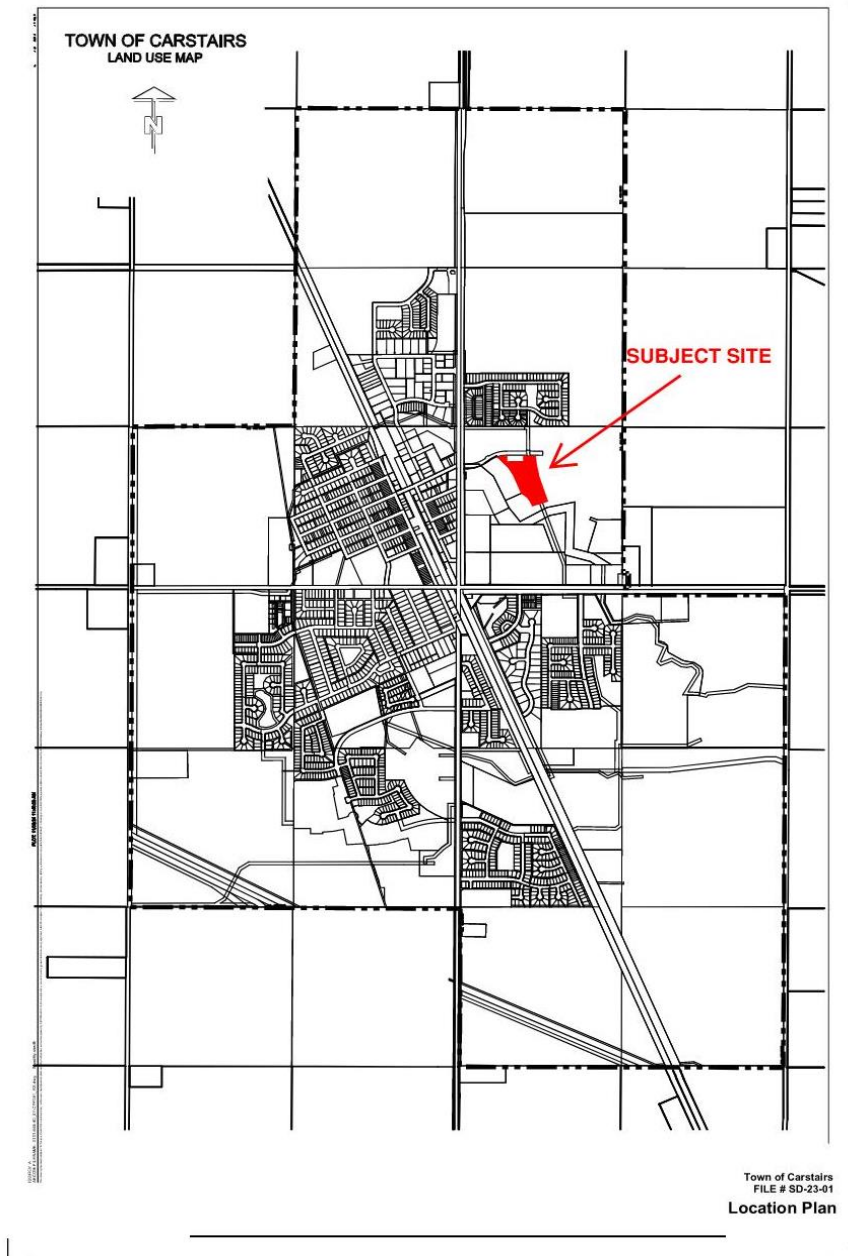 TOWN OF CARSTAIRS
LAND USE MAP
N
SUBJECT SITE
Town of Carstairs
FILE # SD-23-01
Location Plan